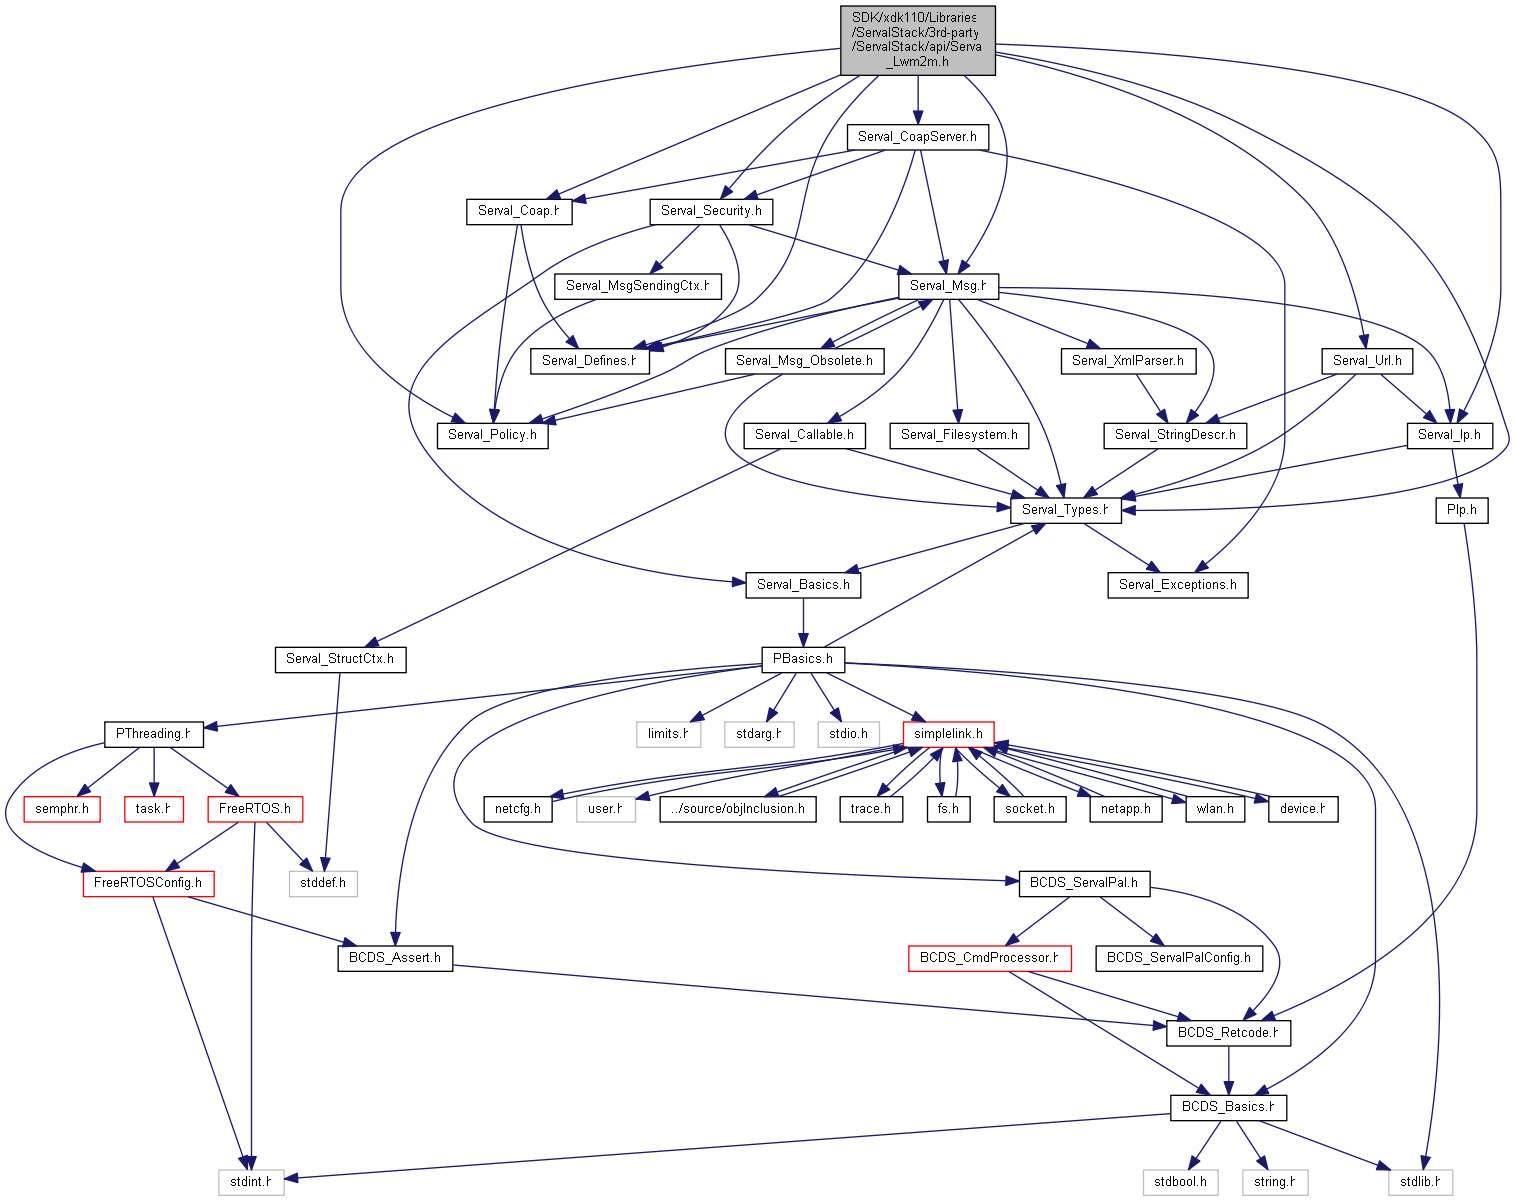 SDK/xdk110/Libraries
/ServalStack/3rd-party
/ServalStack/api/Serval
_Lwm2m.h
Serval_CoapServer.h
Serval_Coap.h
Serval_Security.h
Serval_MsgSendingCtx.h
Serval_Msg.h
Serval_Defines.h
Serval_Msg_Obsolete.h
Serval_XmlParser.h
Serval_Url.h
Serval_Policy.h
Serval_Callable.h
Serval_Filesystem.h
Serval_StringDescr.h
Serval_Ip.h
Serval_Types.h
PIp.h
Serval_Basics.h
Serval_Exceptions.h
Serval_StructCtx.h
PBasics.h
PThreading.h
limits.h
stdarg.h
stdio.h
simplelink.h
semphr.h
task.h
FreeRTOS.h
netcfg.h
user.h
../source/objInclusion.h
trace.h
fs.h
socket.h
netapp.h
wlan.h
device.h
FreeRTOSConfig.h
stddef.h
BCDS_ServalPal.h
BCDS_Assert.h
BCDS_CmdProcessor.h
BCDS_ServalPalConfig.h
BCDS_Retcode.h
BCDS_Basics.h
stdint.h
stdbool.h
string.h
stdlib.h